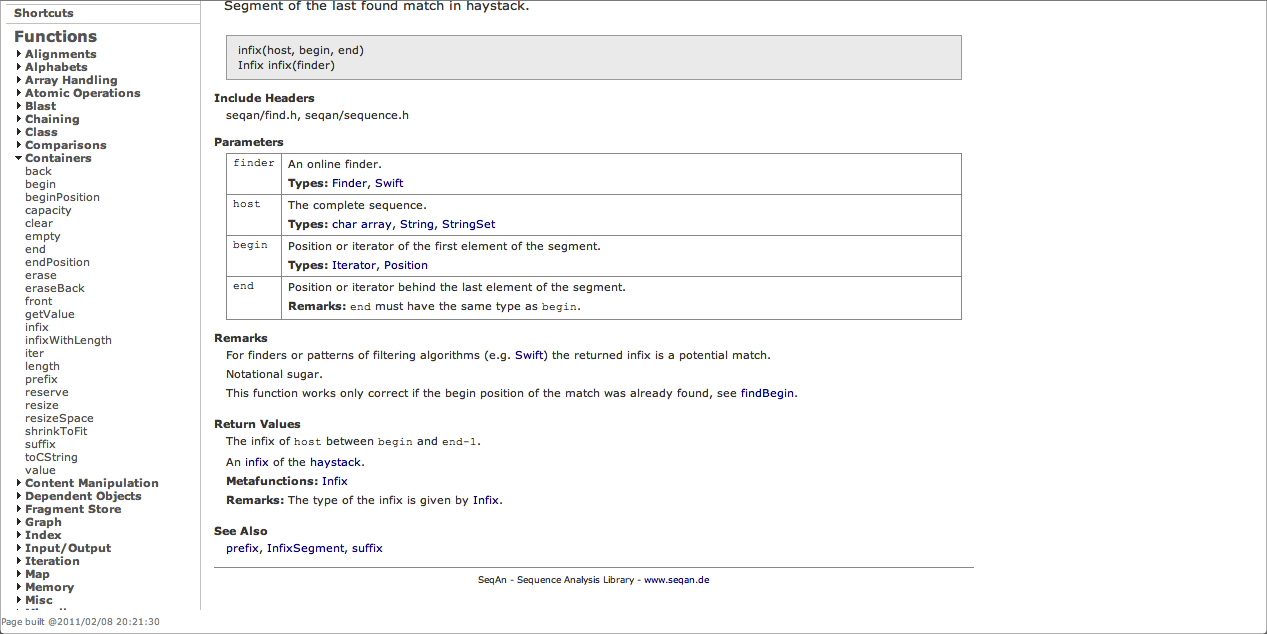 Shortcuts
Functions
Alignments
Alphabets
Array Handling
Atomic Operations
Blast
Chaining
Class
Comparisons
Containers
back
begin
beginPosition
capacity
clear
empty
end
endPosition
erase
eraseBack
front
getValue
infix
infixWithLength
iter
length
prefix
reserve
resize
resizeSpace
shrinkToFit
suffix
toCString
value
Content Manipulation
Dependent Objects
Fragment Store
Graph
Index
Input/Output
Iteration
Map
Memory
Misc
Page built @2011/02/08 20:21:30
Segment of the last found match in haystack.
infix(host, begin, end)
Infix infix(finder)
Include Headers
seqan/find.h, seqan/sequence.h
Parameters
finder An online finder.
Types: Finder, Swift
host The complete sequence.
Types: char array, String, StringSet
begin Position or iterator of the first element of the segment.
Types: Iterator, Position
end Position or iterator behind the last element of the segment.
Remarks: end must have the same type as begin.
Remarks
For finders or patterns of filtering algorithms (e.g. Swift) the returned infix is a potential match.
Notational sugar.
This function works only correct if the begin position of the match was already found, see findBegin.
Return Values
The infix of host between begin and end-1.
An infix of the haystack.
Metafunctions: Infix
Remarks: The type of the infix is given by Infix.
See Also
prefix, InfixSegment, suffix
SeqAn - Sequence Analysis Library - www.seqan.de